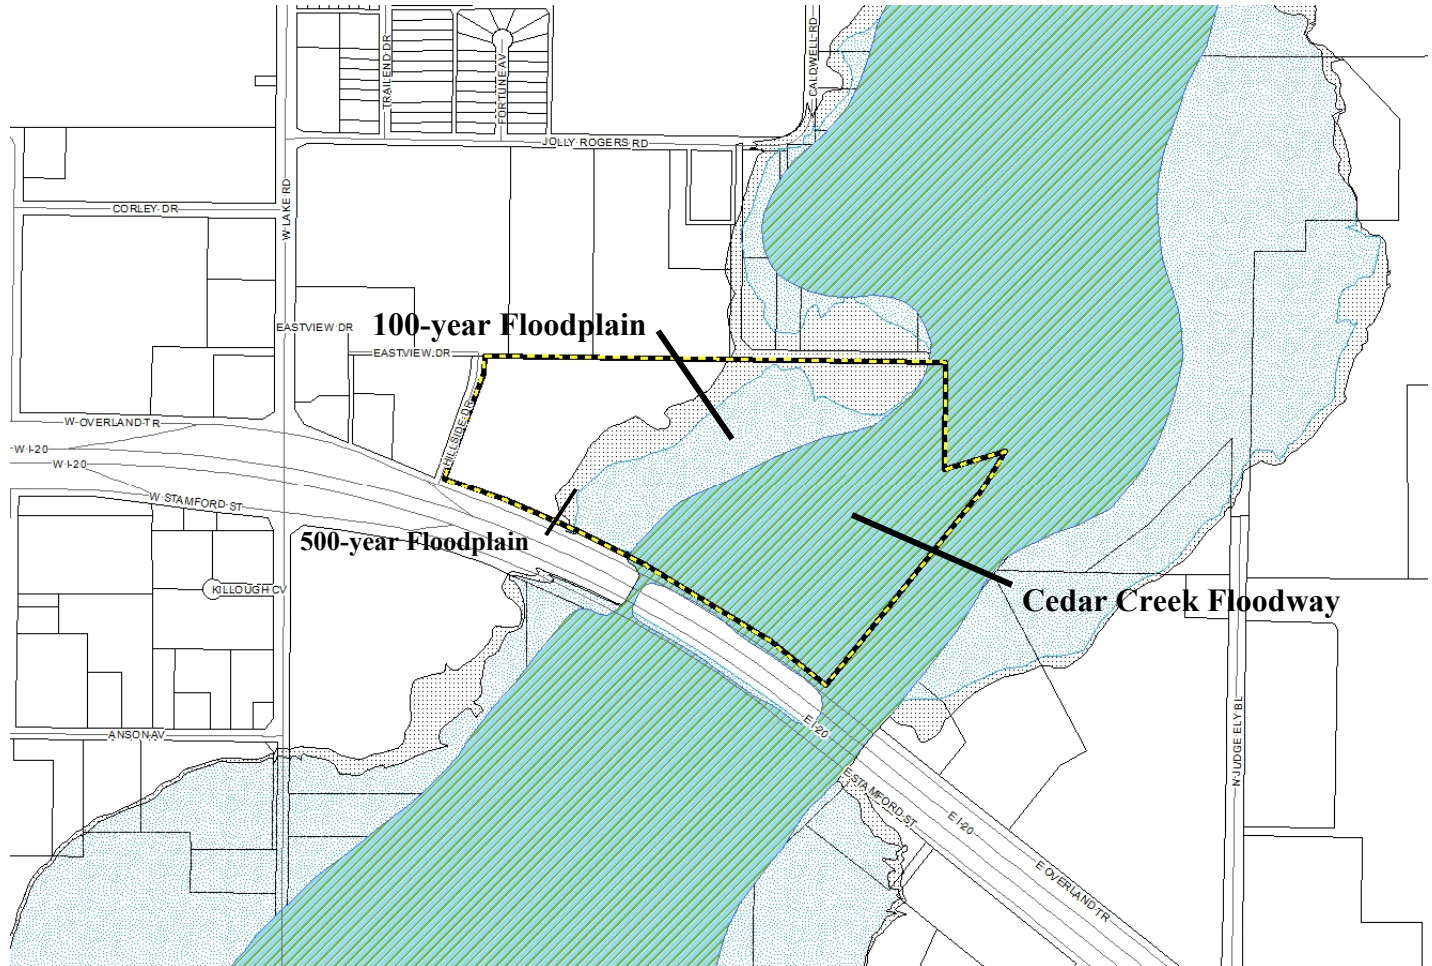 TRAILEND DR
FORTUNE AV
CALDWELL RD
JOLLY ROGERS RD
W LAKE RD
CORLEY DR
EASTVIEW DR
100-year Floodplain
EASTVIEW DR
HILLSIDE DR
W OVERLAND TR
W I-20
W I-20
W STAMFORD ST
500-year Floodplain
KILLOUGH CV
Cedar Creek Floodway
ANSON AV
E I-20
N JUDGE ELY BL
E STAMFORD ST
E I-20
E OVERLAND TR